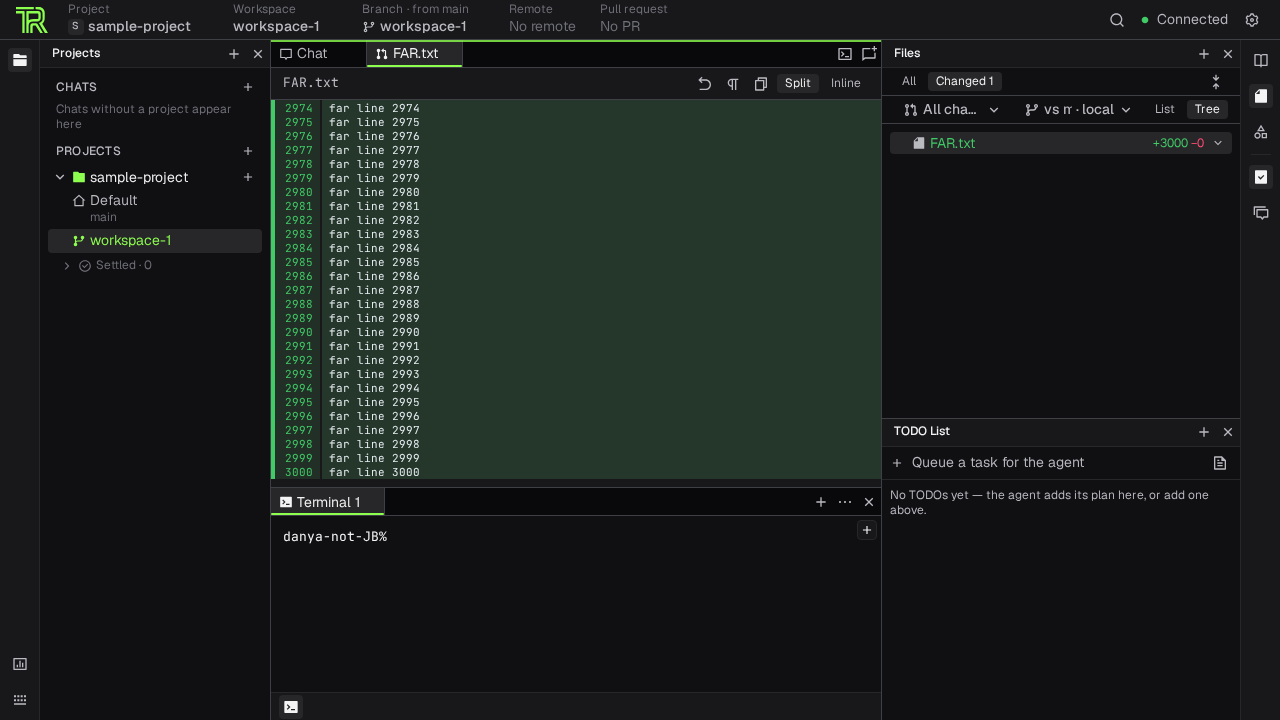 Project
S sample-project
Workspace
workspace-1
Branch · from main
workspace-1
Remote
No remote
Pull request
No PR
Connected
Projects
CHATS
Chats without a project appear
here
PROJECTS
sample-project
Default
main
workspace-1
Settled · 0
Chat
FAR.txt
FAR.txt
Split
Inline
2974 far line 2974
2975 far line 2975
2976 far line 2976
2977 far line 2977
2978 far line 2978
2979 far line 2979
2980 far line 2980
2981 far line 2981
2982 far line 2982
2983 far line 2983
2984 far line 2984
2985 far line 2985
2986 far line 2986
2987 far line 2987
2988 far line 2988
2989 far line 2989
2990 far line 2990
2991 far line 2991
2992 far line 2992
2993 far line 2993
2994 far line 2994
2995 far line 2995
2996 far line 2996
2997 far line 2997
2998 far line 2998
2999 far line 2999
3000 far line 3000
Terminal 1
danya-not-JB%
Files
All
Changed 1
All cha...
vs m · local
List
Tree
FAR.txt
+3000 −0
TODO List
Queue a task for the agent
No TODOs yet — the agent adds its plan here, or add one
above.